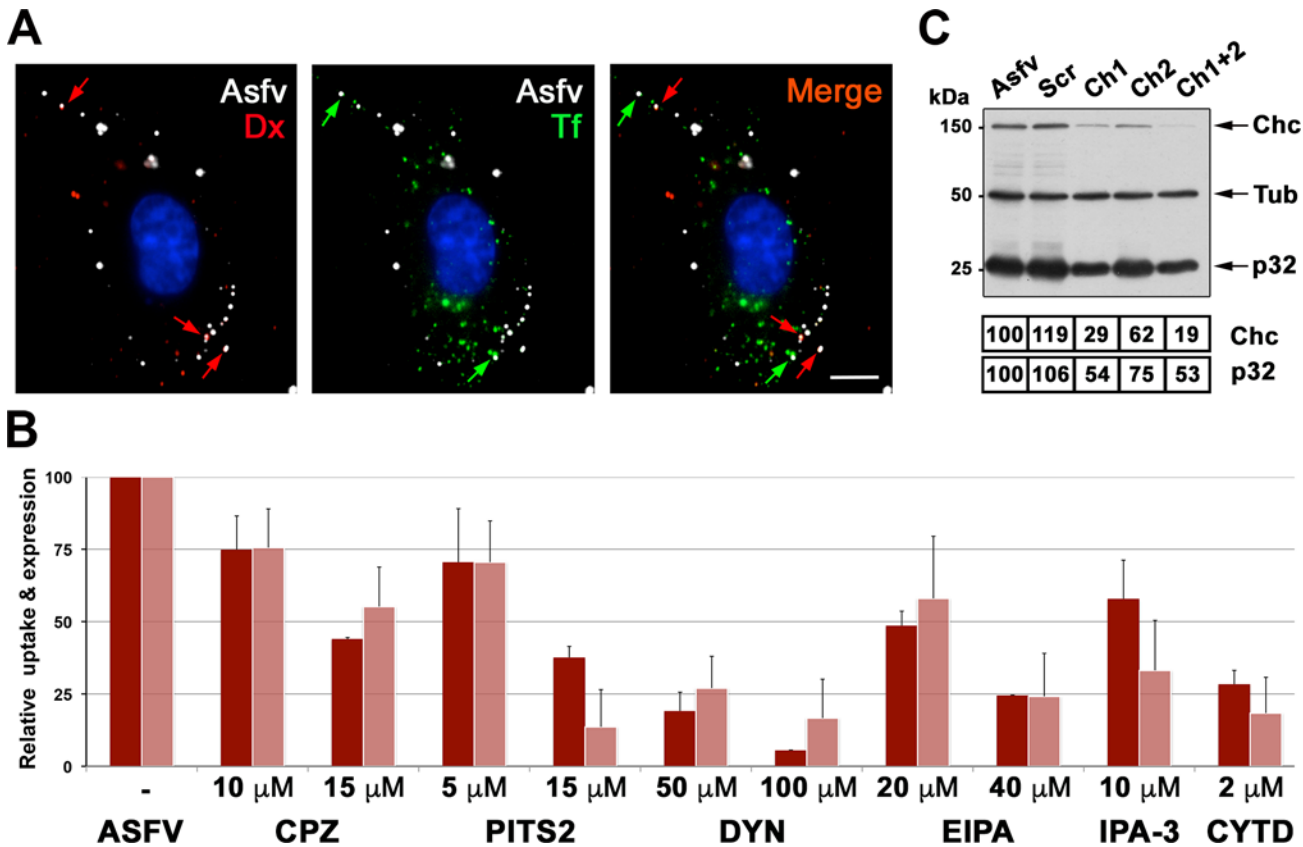 A
Asfv
Dx
Asfv
Tf
Merge
C
kDa
Asfv
Scr
Ch1
Ch2
Ch1+2
150
Chc
50
Tub
25
p32
100 119 29 62 19 Chc
100 106 54 75 53 p32
B
Relative uptake & expression
100
75
50
25
0
- 10 μM 15 μM 5 μM 15 μM 50 μM 100 μM 20 μM 40 μM 10 μM 2 μM
ASFV CPZ PITS2 DYN EIPA IPA-3 CYTD